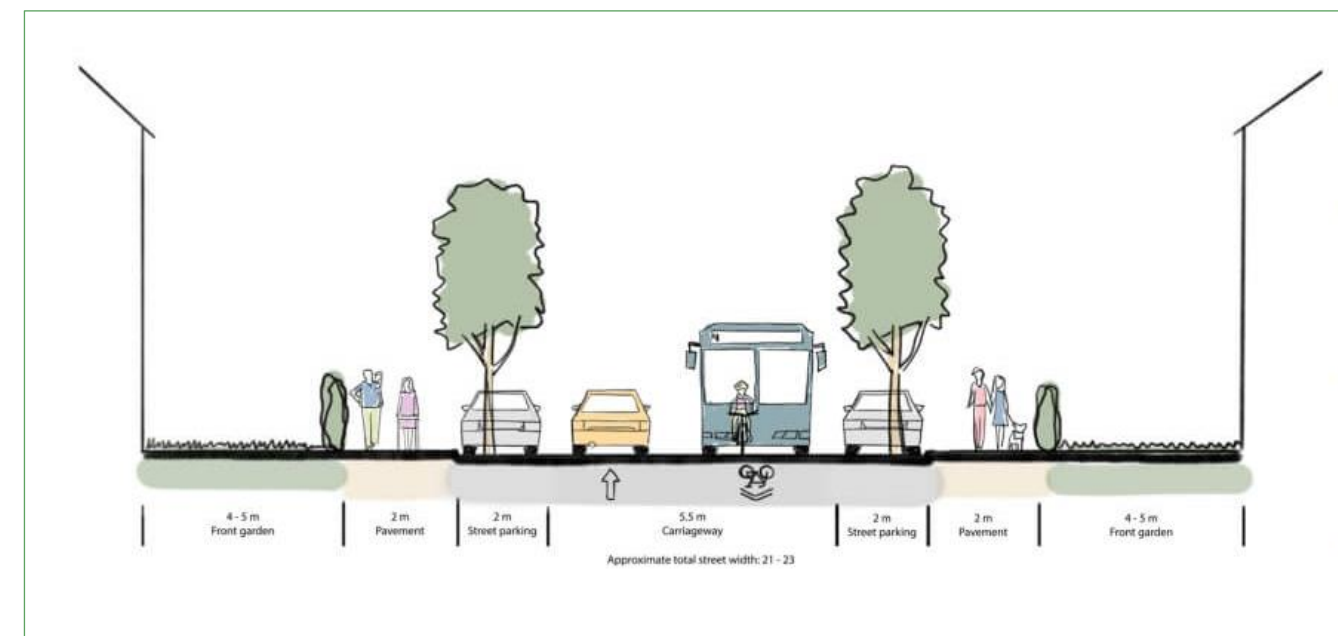 4 - 5 m
Front garden
2 m
Pavement
2 m
Street parking
5.5 m
Carriageway
2 m
Street parking
2 m
Pavement
4 - 5 m
Front garden
Approximate total street width: 21 - 23